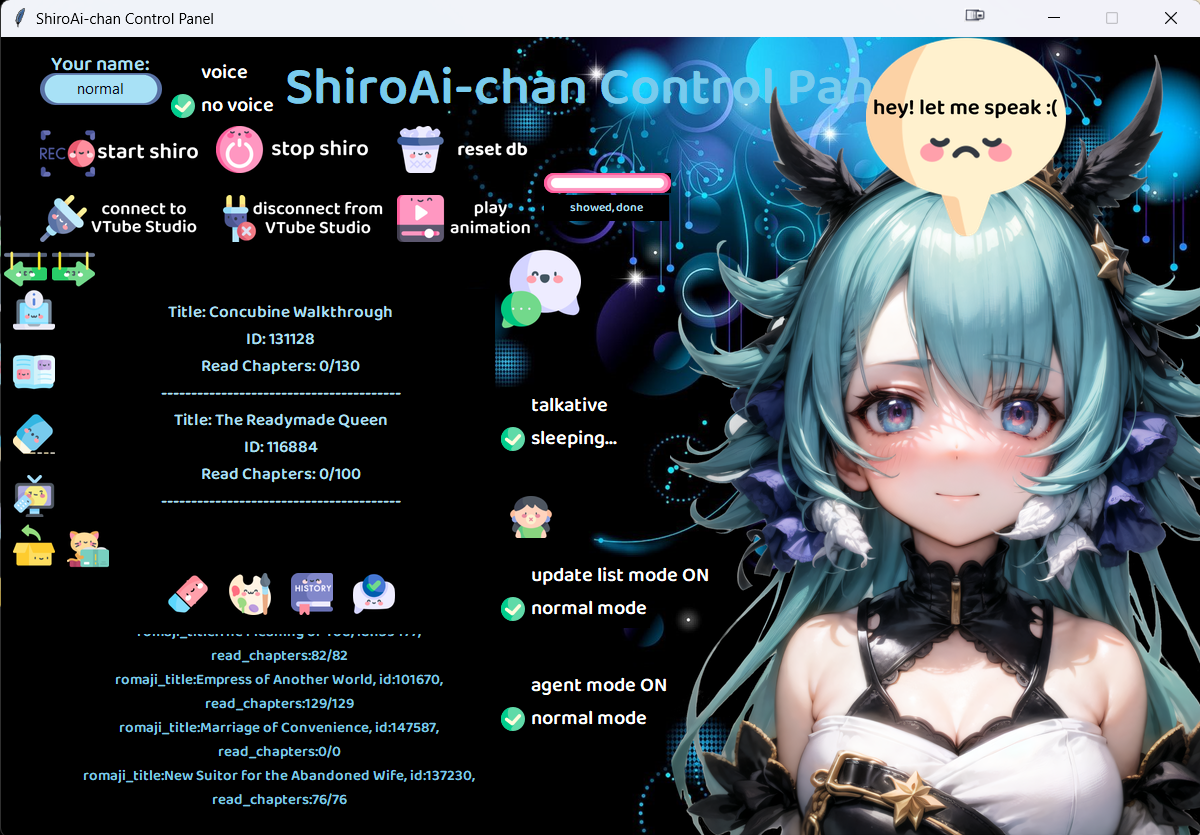 ShiroAi-chan Control Panel
Your name:
normal
voice
no voice
ShiroAi-chan Control Pan
hey! let me speak :(
REC
start shiro
stop shiro
reset db
connect to
VTube Studio
disconnect from
VTube Studio
play
animation
showed, done
Title: Concubine Walkthrough
ID: 131128
Read Chapters: 0/130
----------------------------------------
Title: The Readymade Queen
ID: 116884
Read Chapters: 0/100
----------------------------------------
talkative
sleeping...
update list mode ON
normal mode
agent mode ON
normal mode
HISTORY
read_chapters:82/82
romaji_title:Empress of Another World, id:101670,
read_chapters:129/129
romaji_title:Marriage of Convenience, id:147587,
read_chapters:0/0
romaji_title:New Suitor for the Abandoned Wife, id:137230,
read_chapters:76/76